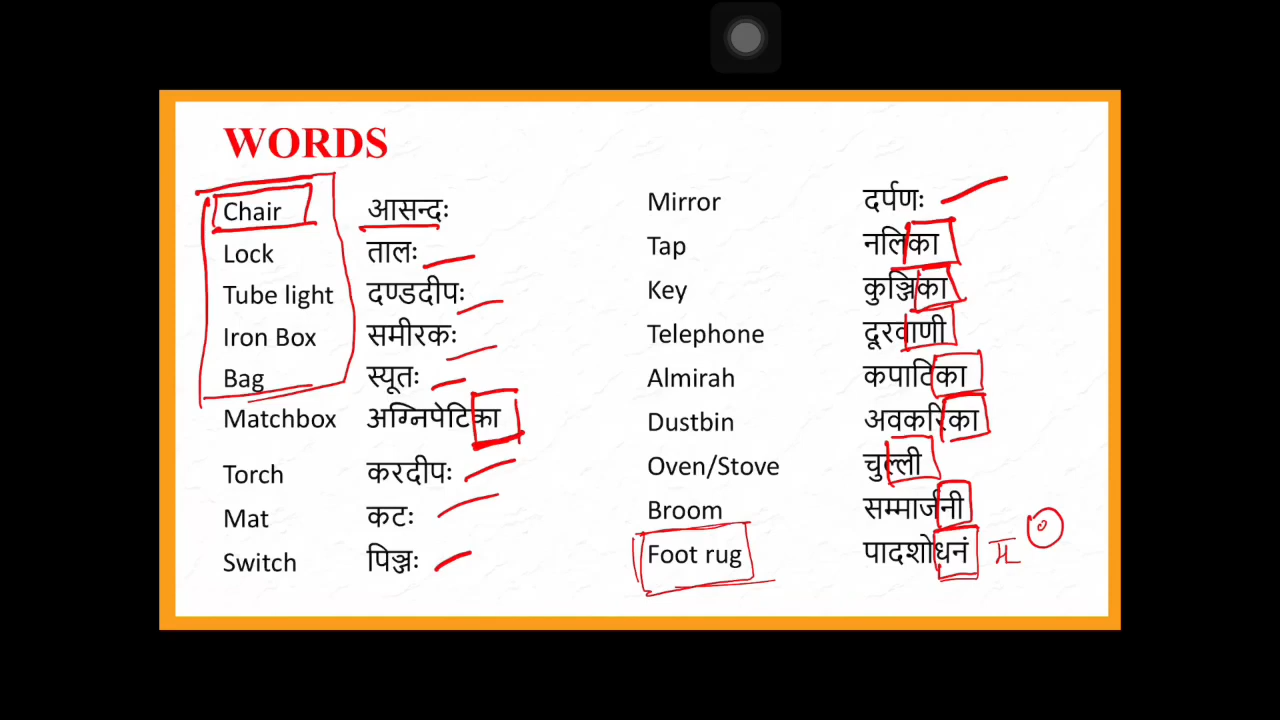 WORDS
Chair आसन्दः
Lock तालः
Tube light दण्डदीपः
Iron Box समीरकः
Bag स्यूतः
Matchbox अग्निपेटिका
Torch करदीपः
Mat कटः
Switch पिञ्जः
Mirror दर्पणः
Tap नलिका
Key कुञ्जिका
Telephone दूरवाणी
Almirah कपाटिका
Dustbin अवकरिका
Oven/Stove चुल्ली
Broom सम्मार्जनी
Foot rug पादशोधनं